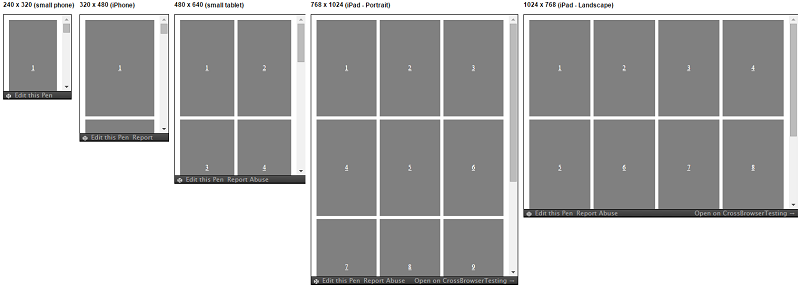 240 x 320 (small phone)
1
Edit this Pen
320 x 480 (iPhone)
1
Edit this Pen Report
480 x 640 (small tablet)
1 2
3 4
Edit this Pen Report Abuse
768 x 1024 (iPad - Portrait)
1 2 3
4 5 6
7 8 9
Edit this Pen Report Abuse Open on CrossBrowserTesting →
1024 x 768 (iPad - Landscape)
1 2 3 4
5 6 7 8
Edit this Pen Report Abuse Open on CrossBrowserTesting →